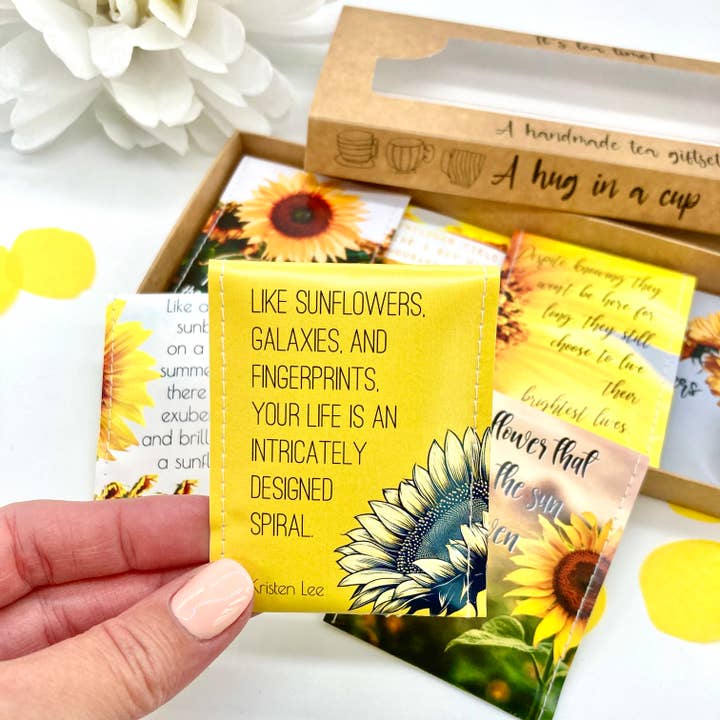 It's tea time!
A handmade tea giftset
A hug in a cup
LIKE SUNFLOWERS,
GALAXIES, AND
FINGERPRINTS,
YOUR LIFE IS AN
INTRICATELY
DESIGNED
SPIRAL.
Kristen Lee
Like a
on a
summe
there
exube
and brill
a sunfl
Despite knowing they
won't be here for
long they still
choose to live
their
brightest lives
flower that
the sun